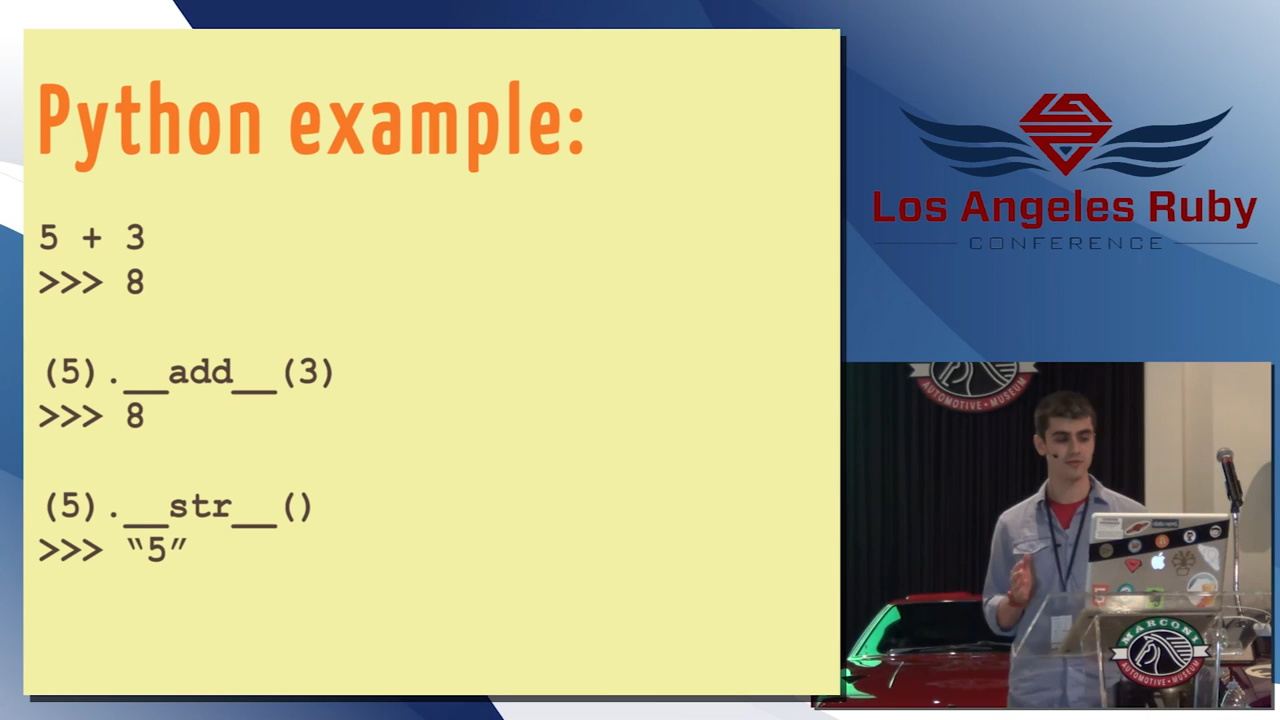 Python example:
5 + 3
>>> 8
(5).__add__(3)
>>> 8
(5).__str__()
>>> “5”
Los Angeles Ruby
CONFERENCE
AUTOMOTIVE • MUSEUM
MARCONI
AUTOMOTIVE • MUSEUM